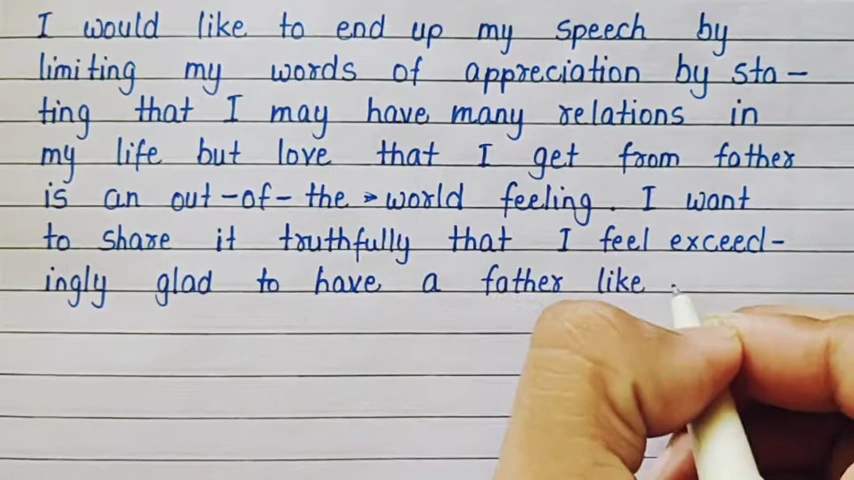 I would like to end up my speech by
limiting my words of appreciation by sta-
ting that I may have many relations in
my life but love that I get from father
is an out-of-the-world feeling. I want
to share it truthfully that I feel exceed-
ingly glad to have a father like